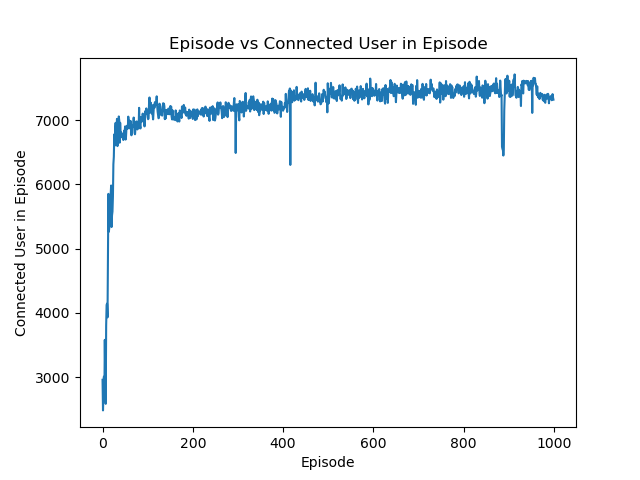 Episode vs Connected User in Episode
7000
6000
5000
4000
3000
Connected User in Episode
0 200 400 600 800 1000
Episode